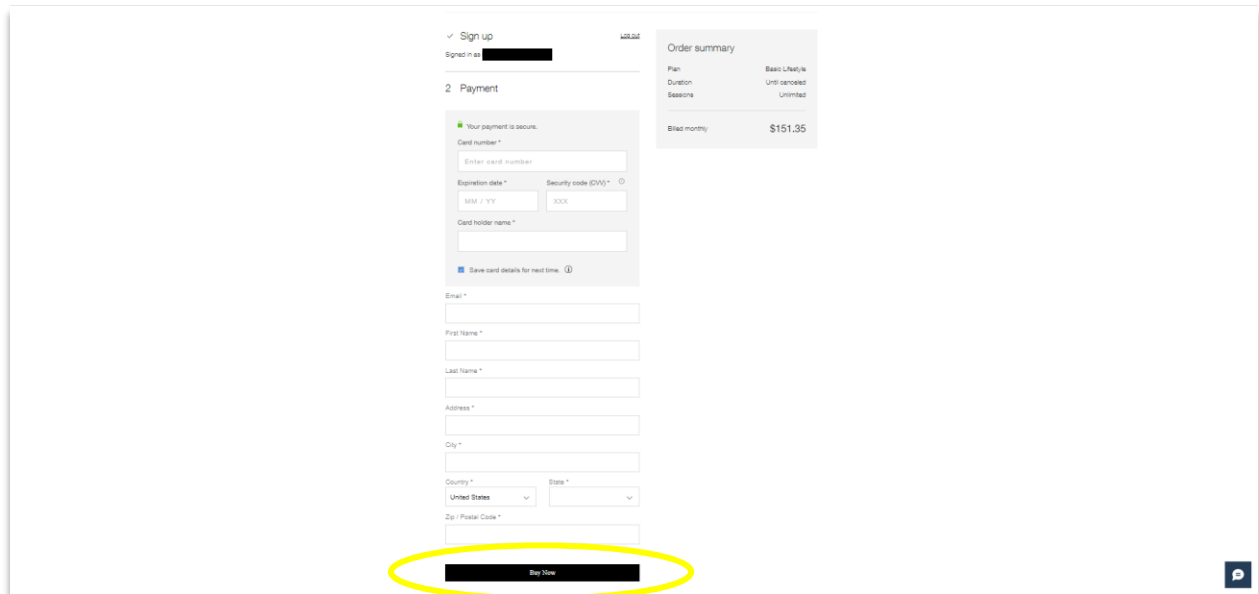 Sign up
Log out
Signed in as
2 Payment
Your payment is secure.
Card number *
Enter card number
Expiration date *
Security code (CVV) *
MM / YY
XXX
Card holder name *
Save card details for next time.
Email *
First Name *
Last Name *
Address *
City *
Country *
State *
United States
Zip / Postal Code *
Buy Now
Order summary
Plan Basic Lifestyle
Duration Until canceled
Sessions Unlimited
Billed monthly $151.35